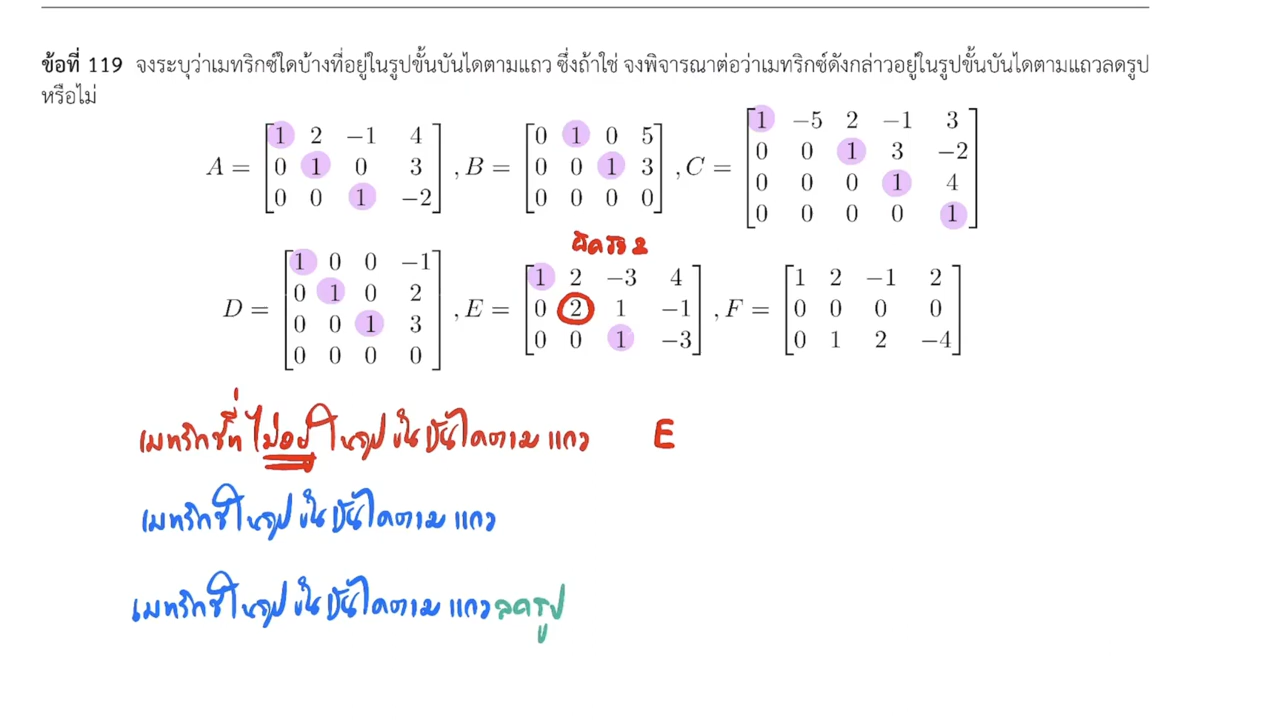 ข้อที่ 119 จงระบุว่าเมทริกซ์ใดบ้างที่อยู่ในรูปขั้นบันไดตามแถว ซึ่งถ้าใช่ จงพิจารณาต่อว่าเมทริกซ์ดังกล่าวอยู่ในรูปขั้นบันไดตามแถวลดรูป
หรือไม่
A = [1 2 −1 4; 0 1 0 3; 0 0 1 −2], B = [0 1 0 5; 0 0 1 3; 0 0 0 0], C = [1 −5 2 −1 3; 0 0 1 3 −2; 0 0 0 1 4; 0 0 0 0 1]
ผิดข้อ 2
D = [1 0 0 −1; 0 1 0 2; 0 0 1 3; 0 0 0 0], E = [1 2 −3 4; 0 2 1 −1; 0 0 1 −3], F = [1 2 −1 2; 0 0 0 0; 0 1 2 −4]
เมทริกซ์ที่ไม่อยู่ในรูปขั้นบันไดตามแถว E
เมทริกซ์ในรูปขั้นบันไดตามแถว
เมทริกซ์ในรูปขั้นบันไดตามแถวลดรูป